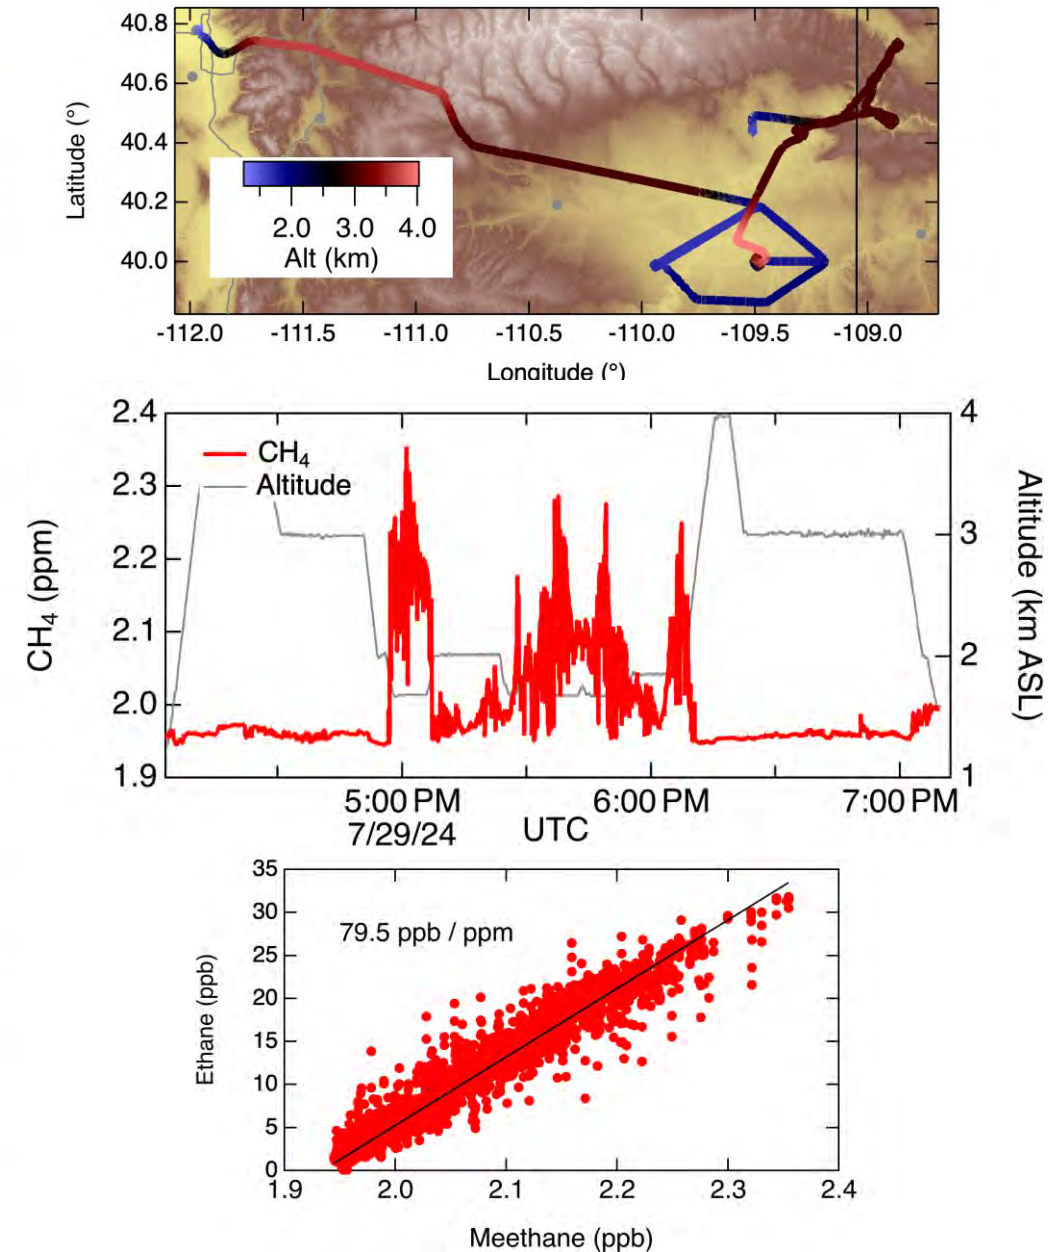 40.8
40.6
40.4
40.2
40.0
Latitude (°)
2.0 3.0 4.0
Alt (km)
-112.0 -111.5 -111.0 -110.5 -110.0 -109.5 -109.0
Longitude (°)
2.4
2.3
2.2
2.1
2.0
1.9
CH₄ (ppm)
CH₄
Altitude
4
3
2
1
Altitude (km ASL)
5:00 PM 6:00 PM 7:00 PM
7/29/24 UTC
35
30
25
20
15
10
5
0
Ethane (ppb)
79.5 ppb / ppm
1.9 2.0 2.1 2.2 2.3 2.4
Meethane (ppb)